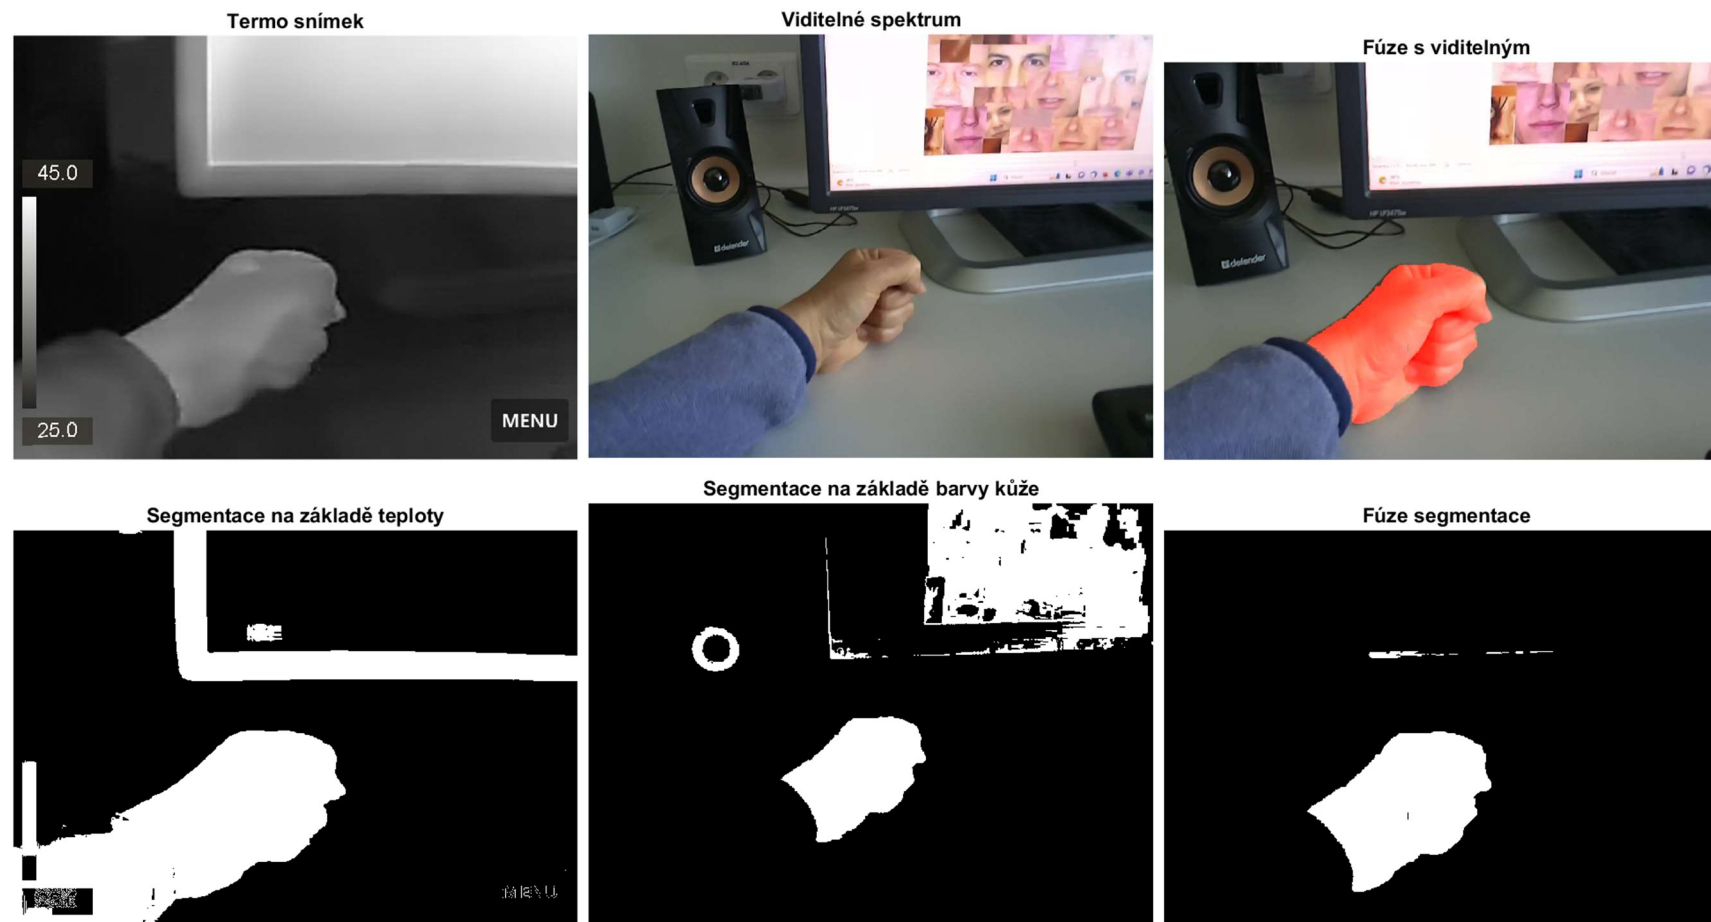 Termo snímek
Viditelné spektrum
Fúze s viditelným
45.0
25.0
MENU
defender
defender
Segmentace na základě teploty
Segmentace na základě barvy kůže
Fúze segmentace
MENU